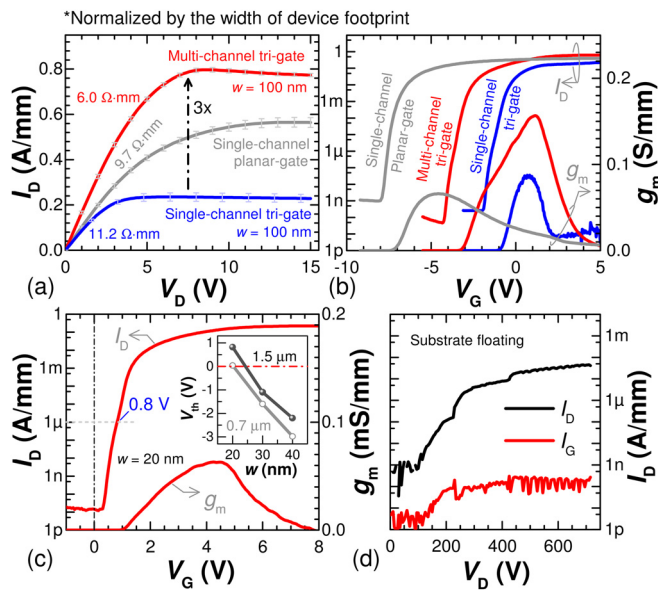 *Normalized by the width of device footprint
0.8
0.6
0.4
0.2
0.0
I_D (A/mm)
Multi-channel tri-gate
w = 100 nm
6.0 Ω·mm
9.7 Ω·mm
3x
Single-channel
planar-gate
Single-channel tri-gate
w = 100 nm
11.2 Ω·mm
0
5
10
15
V_D (V)
(a)
1
1m
1μ
1n
1p
Single-channel
Planar-gate
Multi-channel
tri-gate
Single-channel
tri-gate
I_D
g_m
0.2
0.1
0.0
g_m (S/mm)
-10
-5
0
5
V_G (V)
(b)
1
1m
1μ
1n
1p
I_D (A/mm)
I_D
0.8 V
w = 20 nm
g_m
1
0
-1
-2
-3
V_th (V)
1.5 μm
0.7 μm
20
30
40
w (nm)
0.2
0.1
0.0
g_m (mS/mm)
0
2
4
6
8
V_G (V)
(c)
Substrate floating
I_D
I_G
1m
1μ
1n
1p
I_D (A/mm)
0
200
400
600
V_D (V)
(d)